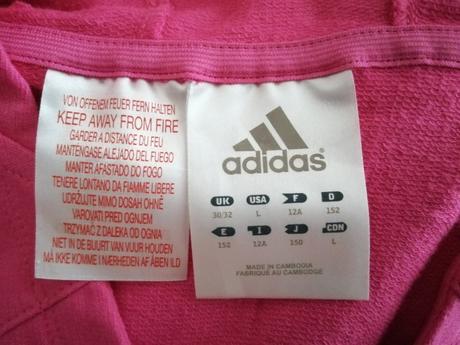 VON OFFENEM FEUER FERN HALTEN
KEEP AWAY FROM FIRE
GARDER A DISTANCE DU FEU
MANTENGASE ALEJADO DEL FUEGO
MANTER AFASTADO DO FOGO
TENERE LONTANO DA FIAMME LIBERE
UDRŽUJTE MIMO DOSAH OHNĚ
VAROVATI PRED OGNJEM
TRZYMAĆ Z DALEKA OD OGNIA
NIET IN DE BUURT VAN VUUR HOUDEN
MÅ IKKE KOMME I NÆRHEDEN AF ÅBEN ILD
adidas
UK USA F D
30/32 L 12A 152
E I J CDN
152 12A 150 L
MADE IN CAMBODIA
FABRIQUÉ AU CAMBODGE